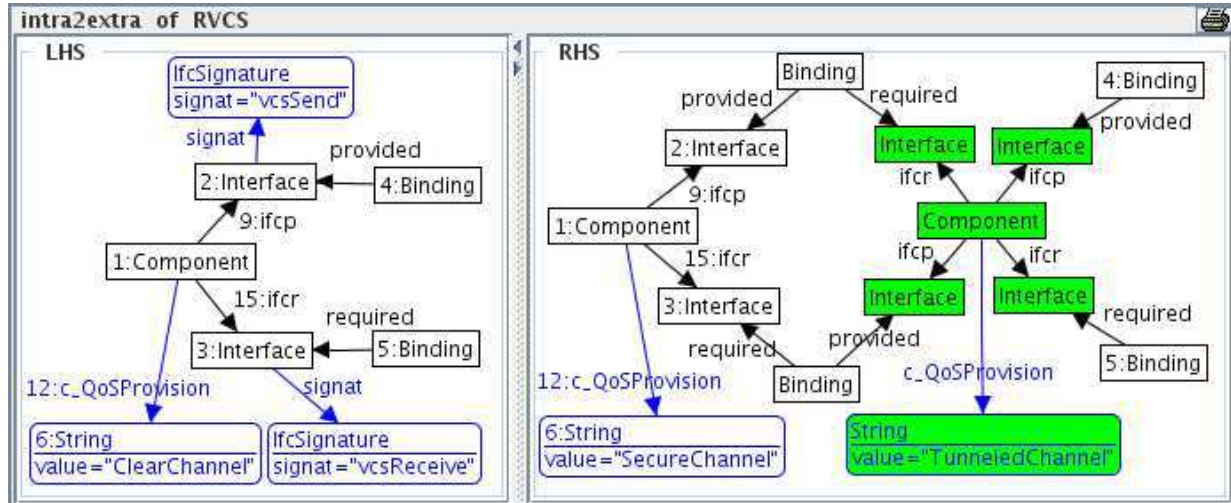 intra2extra of RVCS
LHS
IfcSignature
signat="vcsSend"
signat
provided
2:Interface
4:Binding
9:ifcp
1:Component
15:ifcr
required
3:Interface
5:Binding
12:c_QoSProvision
signat
6:String
value="ClearChannel"
IfcSignature
signat="vcsReceive"
RHS
Binding
4:Binding
provided
required
provided
2:Interface
Interface
Interface
ifcr
ifcp
9:ifcp
1:Component
Component
15:ifcr
ifcp
ifcr
3:Interface
Interface
Interface
required
provided
required
12:c_QoSProvision
Binding
c_QoSProvision
5:Binding
6:String
value="SecureChannel"
String
value="TunneledChannel"